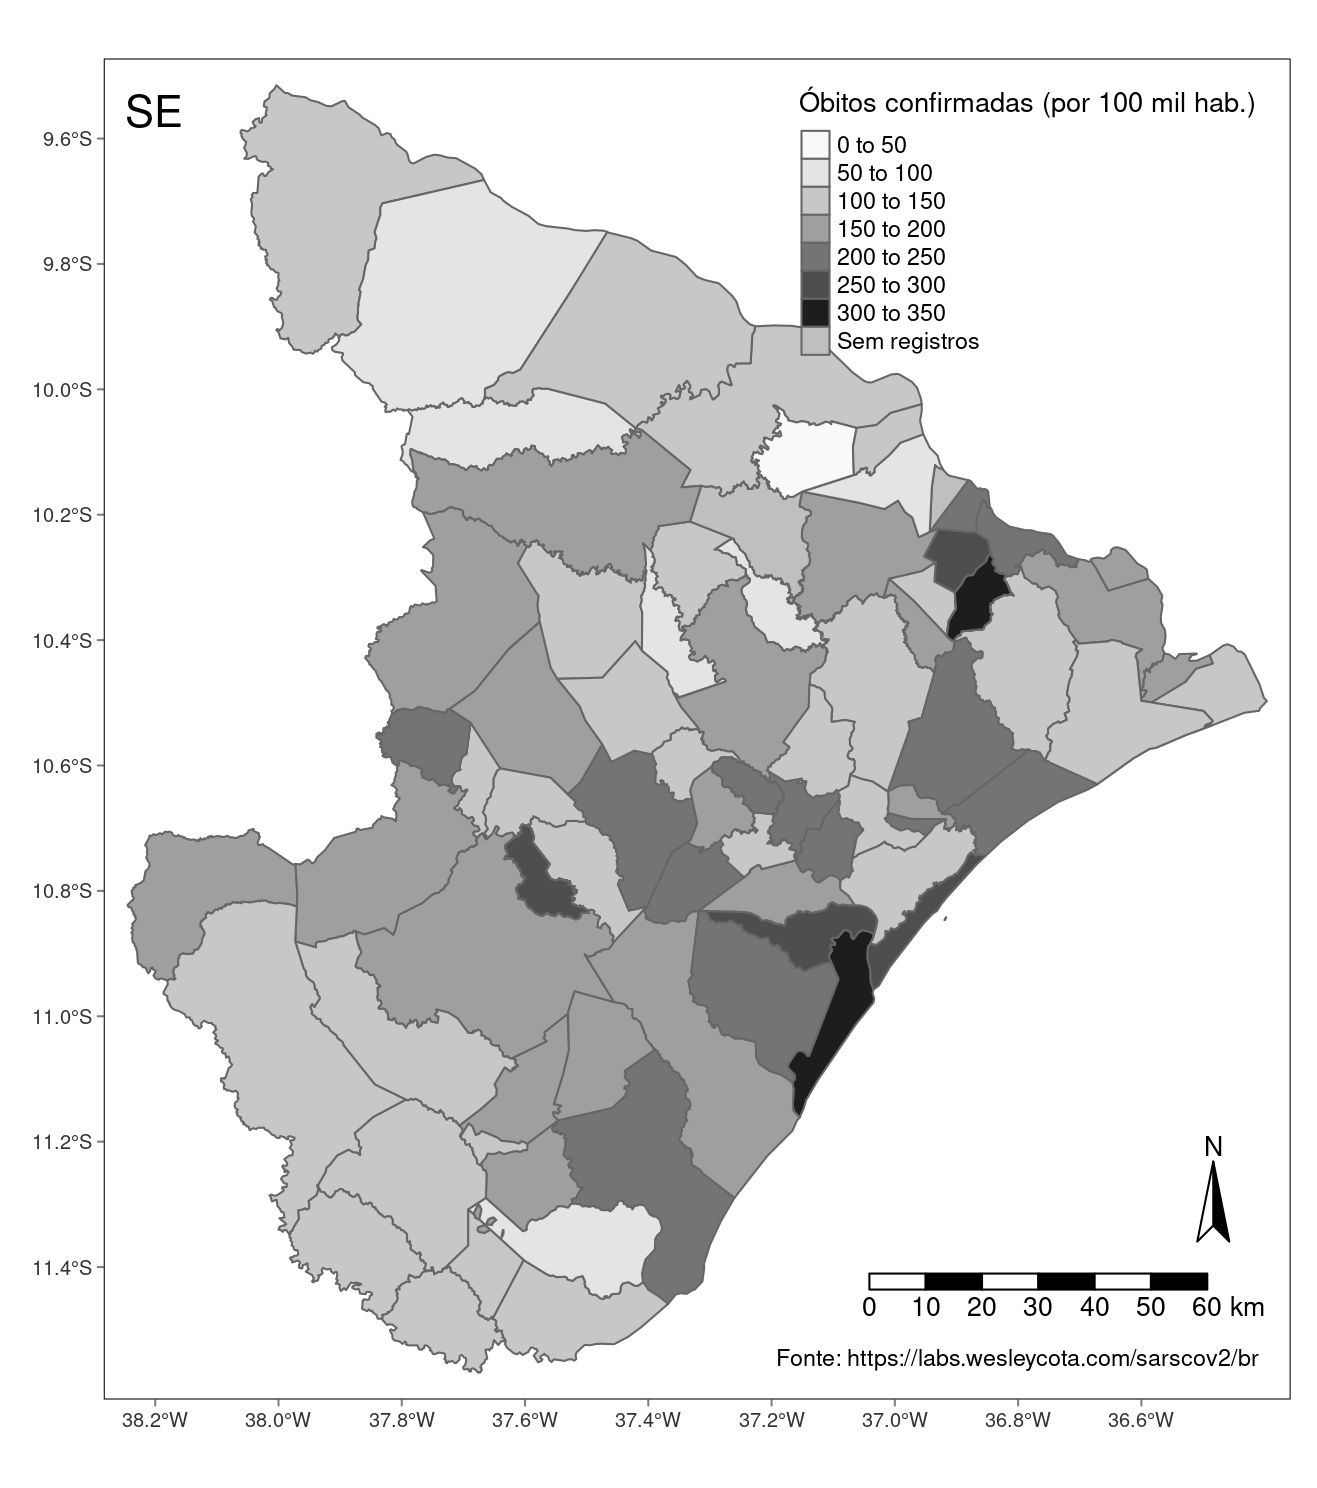 SE
Óbitos confirmadas (por 100 mil hab.)
0 to 50
50 to 100
100 to 150
150 to 200
200 to 250
250 to 300
300 to 350
Sem registros
9.6°S
9.8°S
10.0°S
10.2°S
10.4°S
10.6°S
10.8°S
11.0°S
11.2°S
11.4°S
N
0 10 20 30 40 50 60 km
Fonte: https://labs.wesleycota.com/sarscov2/br
38.2°W 38.0°W 37.8°W 37.6°W 37.4°W 37.2°W 37.0°W 36.8°W 36.6°W